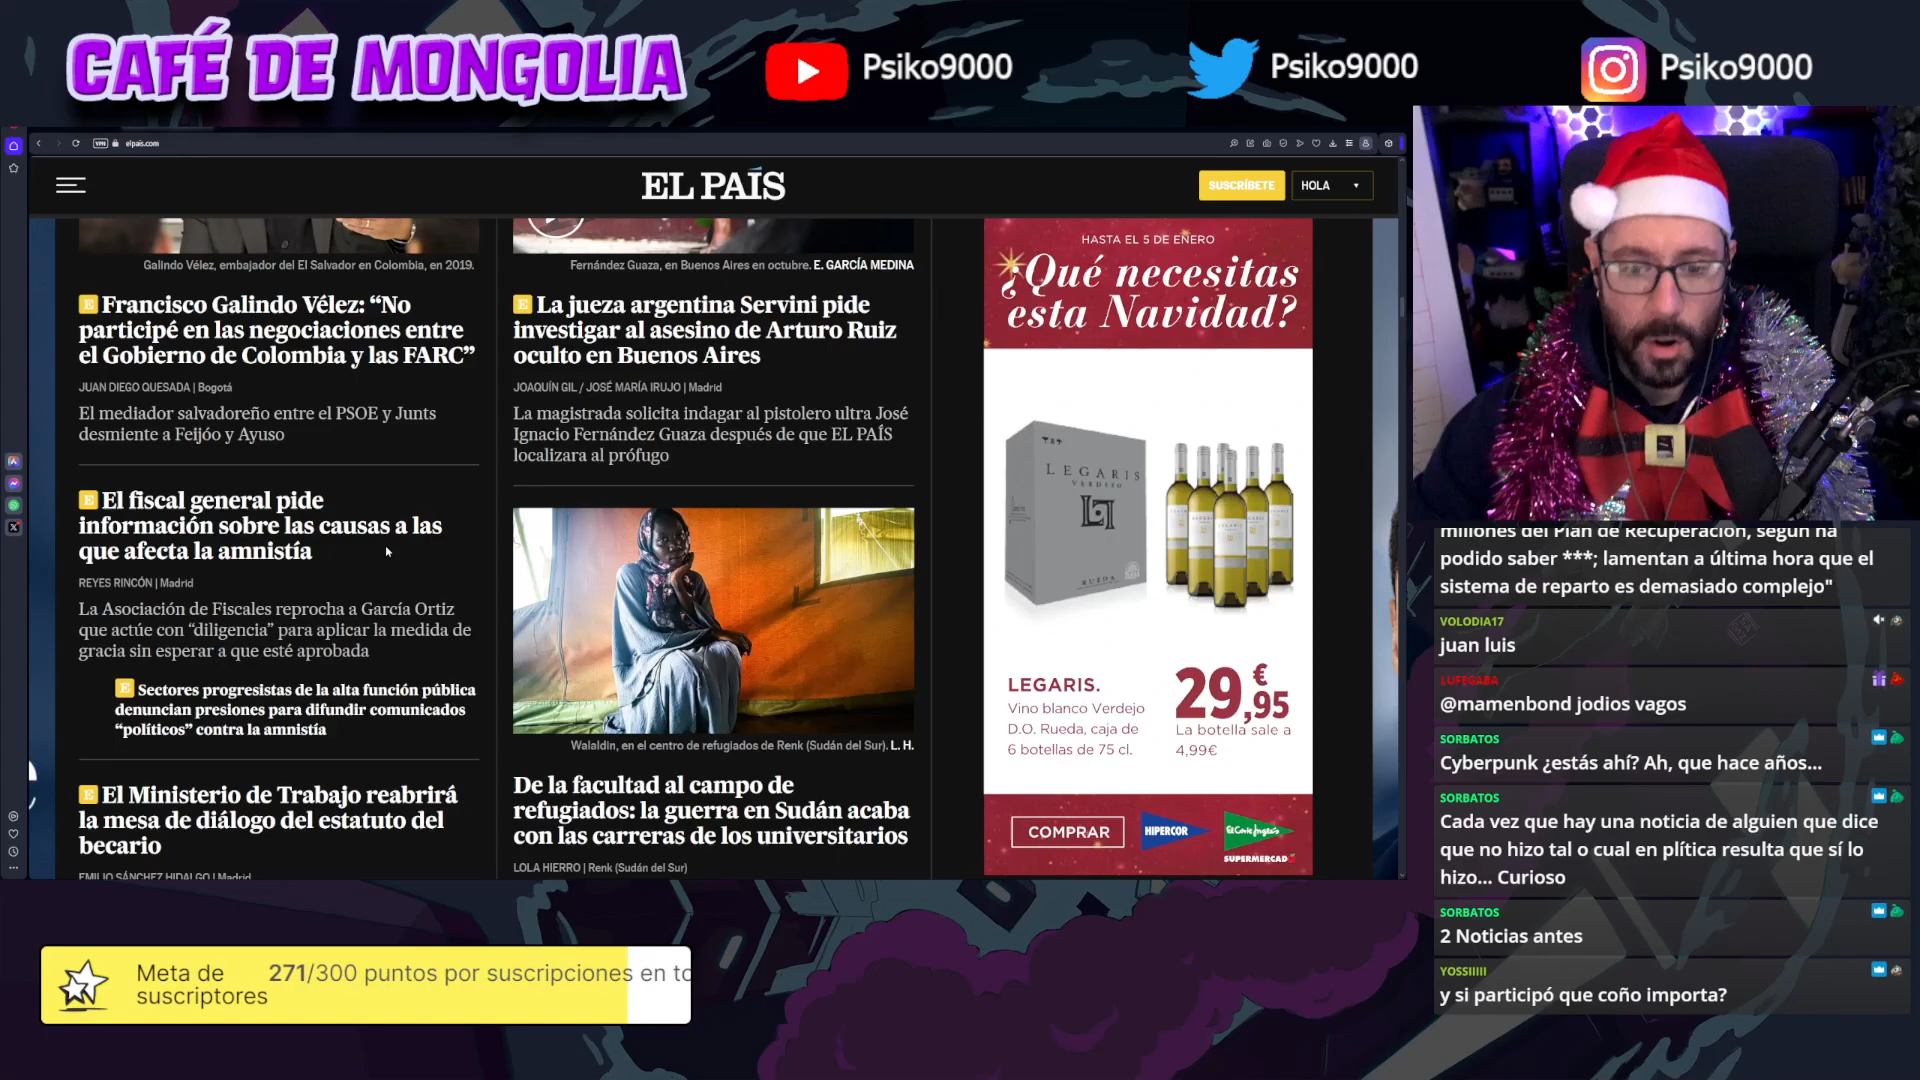 CAFÉ DE MONGOLIA
Psiko9000
Psiko9000
Psiko9000
VPN
elpais.com
EL PAÍS
SUSCRÍBETE
HOLA
Galindo Vélez, embajador del El Salvador en Colombia, en 2019.
E Francisco Galindo Vélez: “No
participé en las negociaciones entre
el Gobierno de Colombia y las FARC”
JUAN DIEGO QUESADA | Bogotá
El mediador salvadoreño entre el PSOE y Junts
desmiente a Feijóo y Ayuso
E El fiscal general pide
información sobre las causas a las
que afecta la amnistía
REYES RINCÓN | Madrid
La Asociación de Fiscales reprocha a García Ortiz
que actúe con “diligencia” para aplicar la medida de
gracia sin esperar a que esté aprobada
E Sectores progresistas de la alta función pública
denuncian presiones para difundir comunicados
“políticos” contra la amnistía
E El Ministerio de Trabajo reabrirá
la mesa de diálogo del estatuto del
becario
EMILIO SÁNCHEZ HIDALGO | Madrid
Fernández Guaza, en Buenos Aires en octubre. E. GARCÍA MEDINA
E La jueza argentina Servini pide
investigar al asesino de Arturo Ruiz
oculto en Buenos Aires
JOAQUÍN GIL / JOSÉ MARÍA IRUJO | Madrid
La magistrada solicita indagar al pistolero ultra José
Ignacio Fernández Guaza después de que EL PAÍS
localizara al prófugo
Walaldin, en el centro de refugiados de Renk (Sudán del Sur). L. H.
De la facultad al campo de
refugiados: la guerra en Sudán acaba
con las carreras de los universitarios
LOLA HIERRO | Renk (Sudán del Sur)
HASTA EL 5 DE ENERO
¿Qué necesitas
esta Navidad?
LEGARIS
VERDEJO
RUEDA
LEGARIS.
Vino blanco Verdejo
D.O. Rueda, caja de
6 botellas de 75 cl.
29,95 €
La botella sale a
4,99€
COMPRAR
HIPERCOR
El Corte Inglés
SUPERMERCADO
millones del Plan de Recuperación, según ha
podido saber ***; lamentan a última hora que el
sistema de reparto es demasiado complejo"
VOLODIA17
juan luis
LUFEGABA
@mamenbond jodios vagos
SORBATOS
Cyberpunk ¿estás ahí? Ah, que hace años...
SORBATOS
Cada vez que hay una noticia de alguien que dice
que no hizo tal o cual en plítica resulta que sí lo
hizo... Curioso
SORBATOS
2 Noticias antes
YOSSIIIII
y si participó que coño importa?
Meta de
suscriptores
271/300 puntos por suscripciones en to